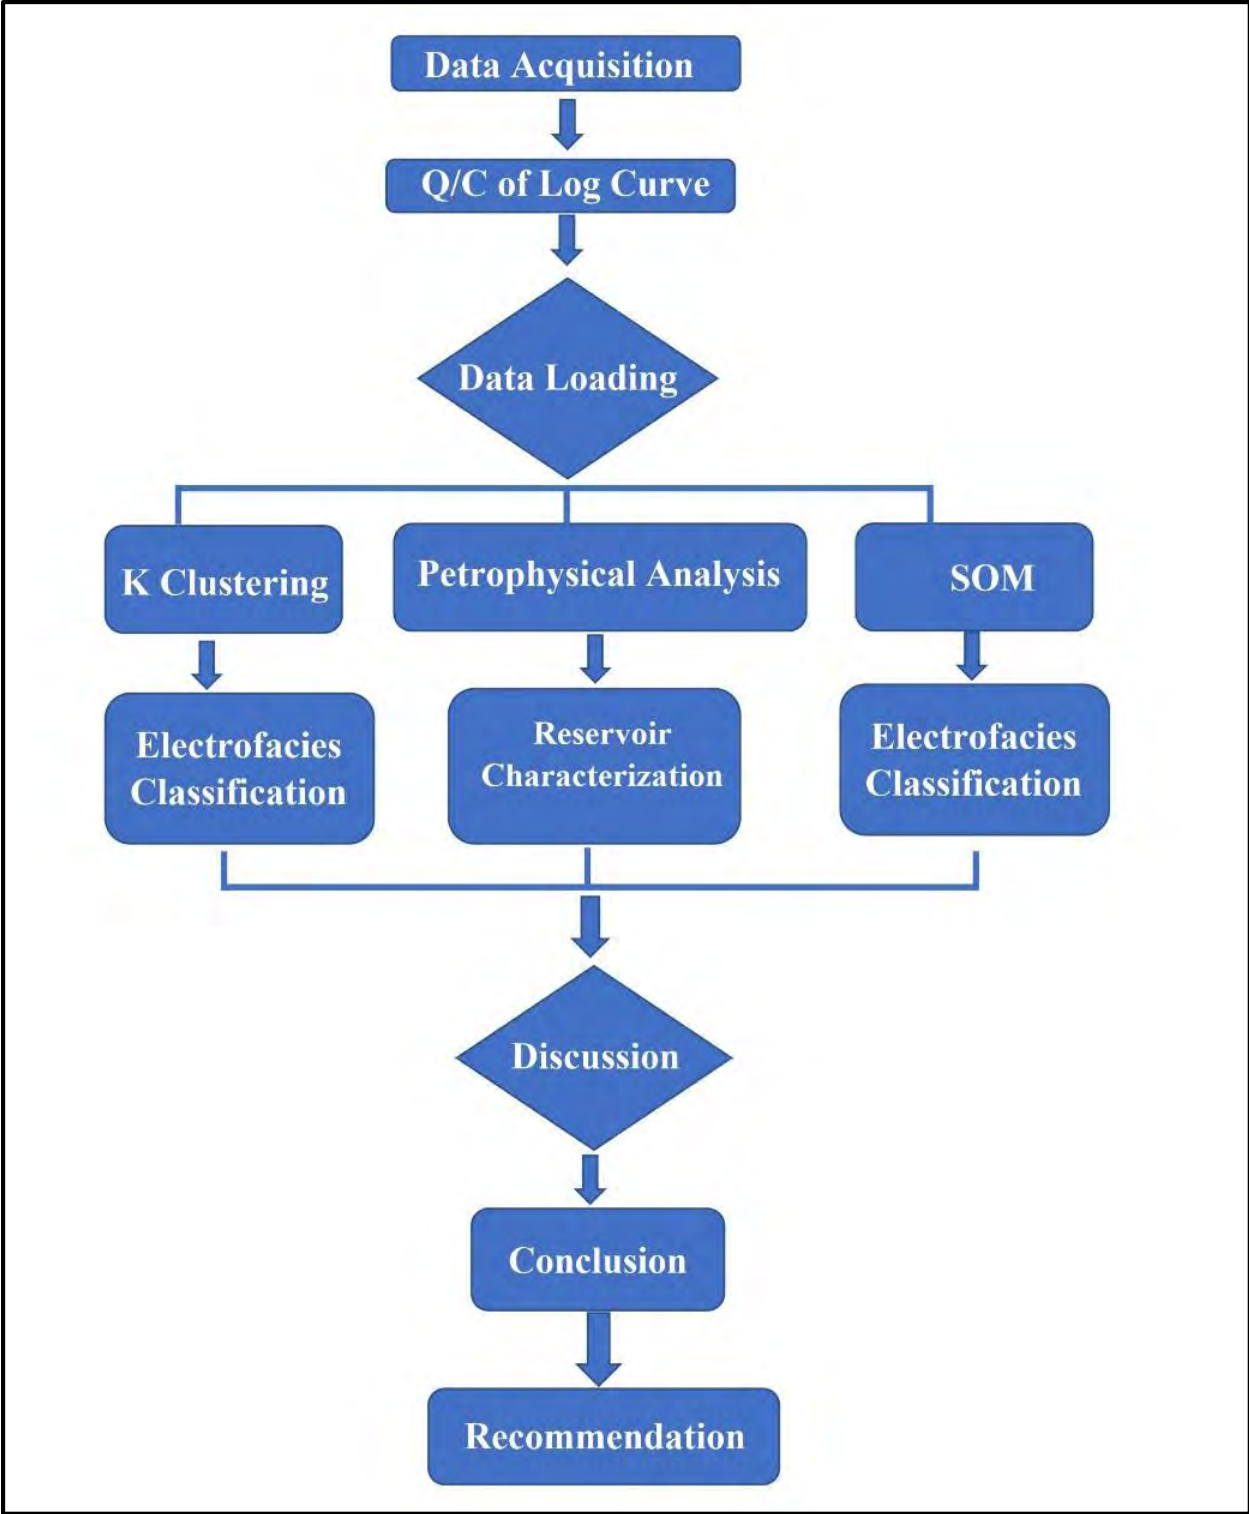 Data Acquisition
Q/C of Log Curve
Data Loading
K Clustering
Petrophysical Analysis
SOM
Electrofacies
Classification
Reservoir
Characterization
Electrofacies
Classification
Discussion
Conclusion
Recommendation